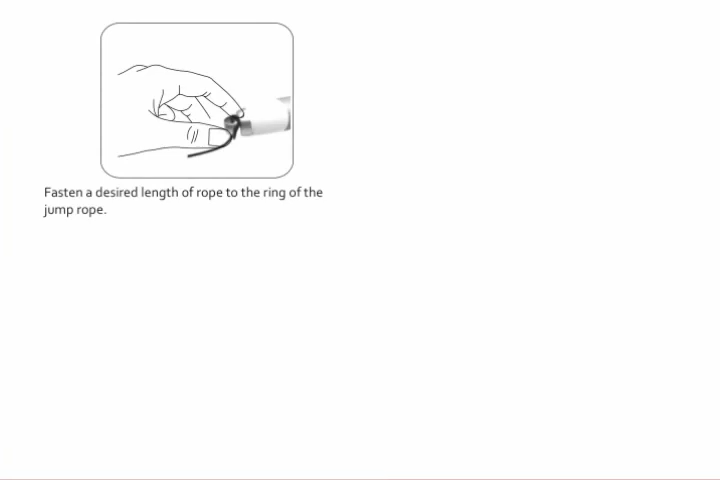 Fasten a desired length of rope to the ring of the
jump rope.